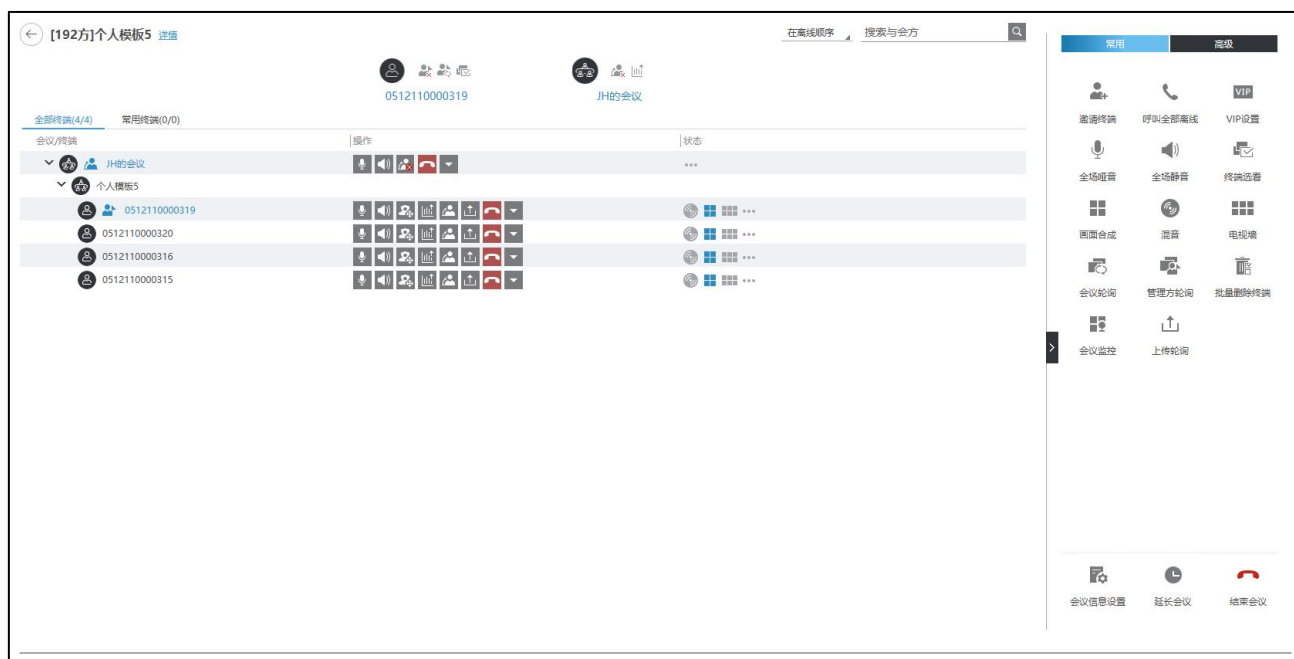 [192方]个人模板5 详情
在离线顺序 搜索与会方
0512110000319 JH的会议
全部终端(4/4) 常用终端(0/0)
会议/终端 操作 状态
JH的会议
个人模板5
0512110000319
0512110000320
0512110000316
0512110000315
常用 高级
邀请终端 呼叫全部离线 VIP设置
VIP
全场哑音 全场静音 终端选看
画面合成 混音 电视墙
会议轮询 管理方轮询 批量删除终端
会议监控 上传轮询
会议信息设置 延长会议 结束会议